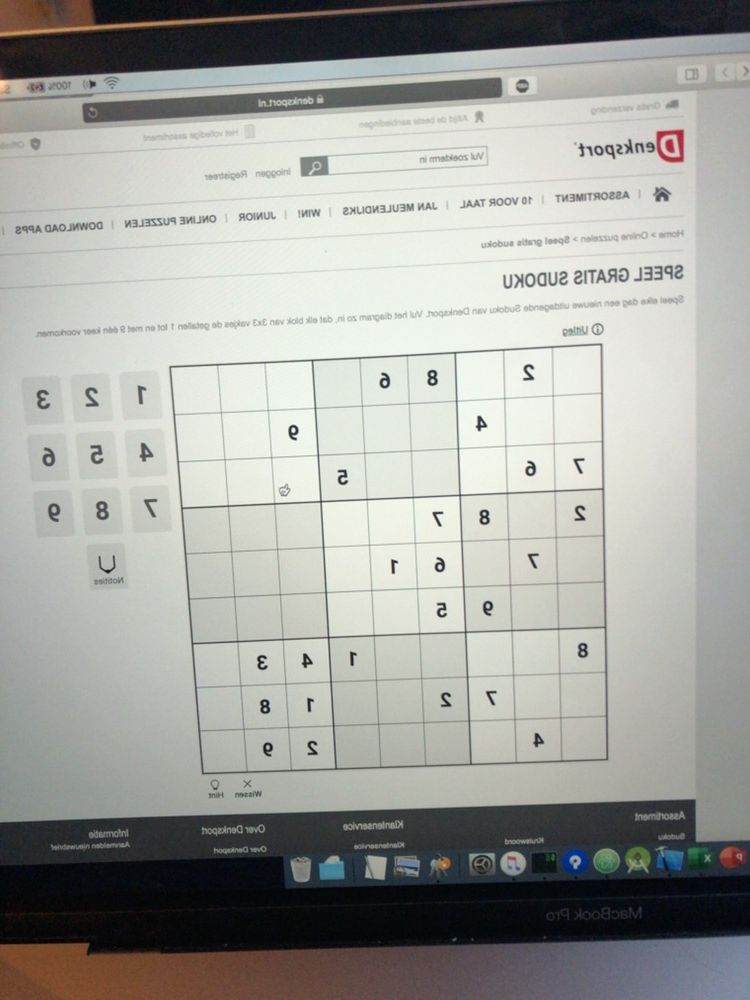 100%
denksport.nl
Gratis verzending
Altijd de beste aanbiedingen
Het volledige assortiment
Denksport
Vul zoekterm in
Inloggen Registreer
ASSORTIMENT | 10 VOOR TAAL | JAN MEULENDIJKS | WIN! | JUNIOR | ONLINE PUZZELEN | DOWNLOAD APPS |
Home > Online puzzelen > Speel gratis sudoku
SPEEL GRATIS SUDOKU
Speel elke dag een nieuwe uitdagende Sudoku van Denksport. Vul het diagram zo in, dat elk blok van 3x3 vakjes de getallen 1 tot en met 9 één keer voorkomen.
Uitleg
2 8 6
4 9
7 6 5
2 8 7
7 6 1
9 5
8 1 4 3
7 2 1 8
4 2 9
1 2 3
4 5 6
7 8 9
Notities
Wissen Hint
Assortiment Klantenservice Over Denksport Informatie
Sudoku Kruiswoord Klantenservice Over Denksport Aanmelden nieuwsbrief
MacBook Pro